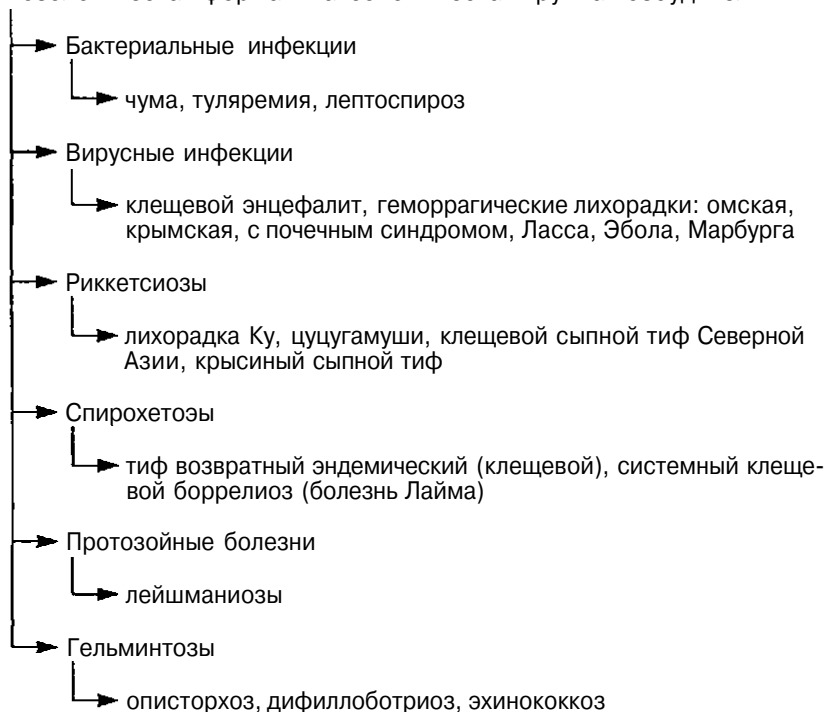 Бактериальные инфекции
чума, туляремия, лептоспироз
Вирусные инфекции
клещевой энцефалит, геморрагические лихорадки: омская,
крымская, с почечным синдромом, Ласса, Эбола, Марбурга
Риккетсиозы
лихорадка Ку, цуцугамуши, клещевой сыпной тиф Северной
Азии, крысиный сыпной тиф
Спирохетоэы
тиф возвратный эндемический (клещевой), системный клеще-
вой боррелиоз (болезнь Лайма)
Протозойные болезни
лейшманиозы
Гельминтозы
описторхоз, дифиллоботриоз, эхинококкоз